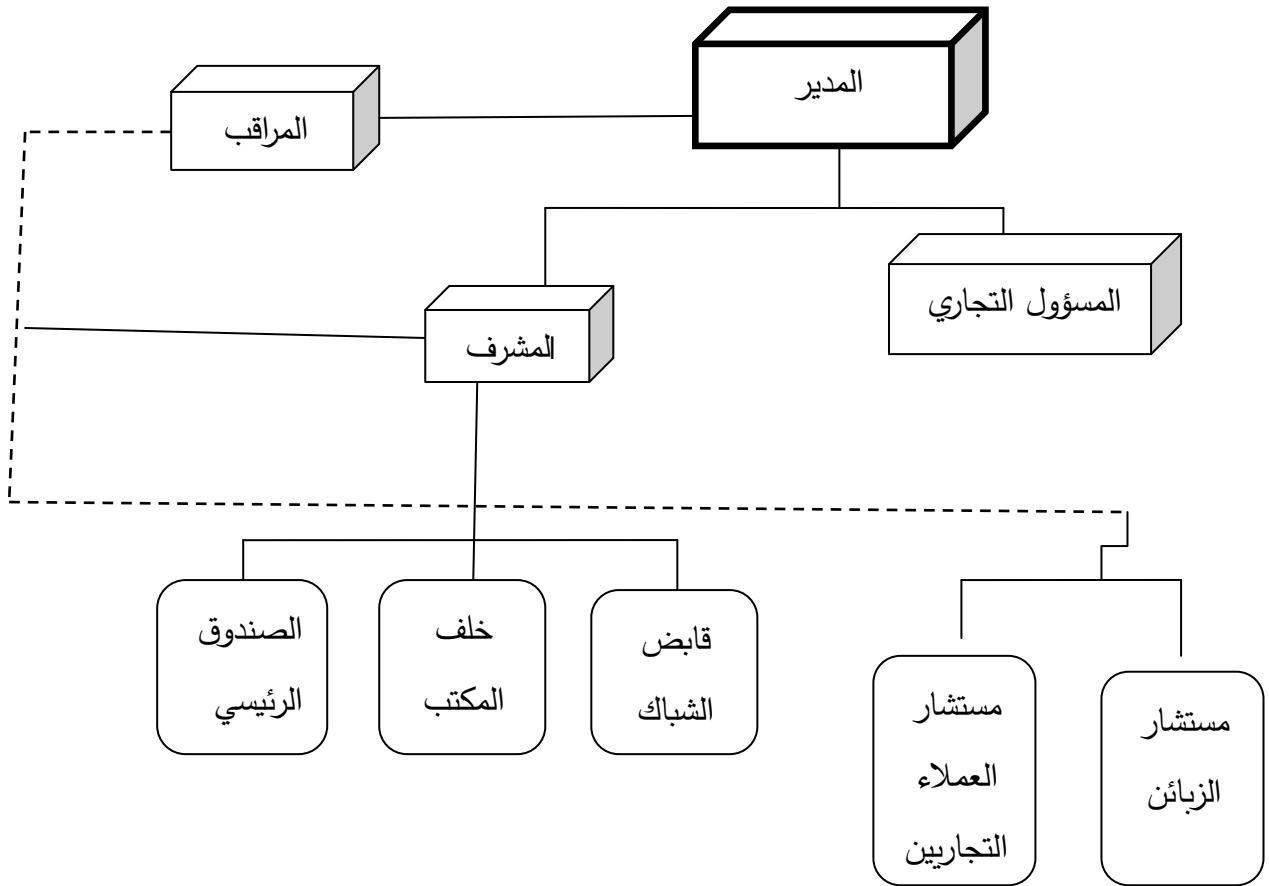 المدير
المراقب
المسؤول التجاري
المشرف
الصندوق
الرئيسي
خلف
المكتب
قابض
الشباك
مستشار
العملاء
التجاريين
مستشار
الزبائن